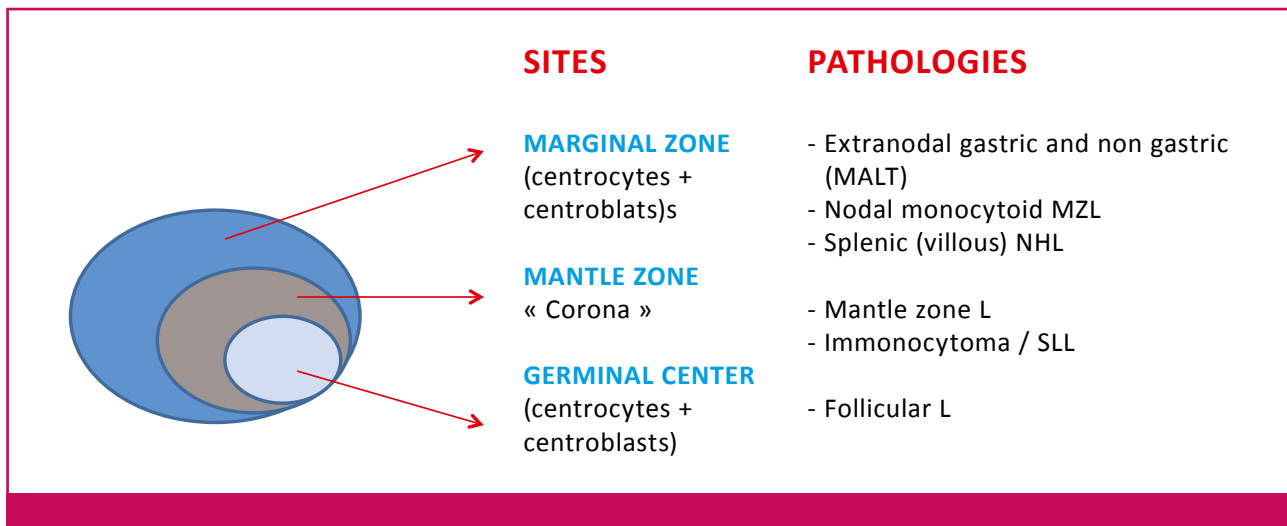 SITES
PATHOLOGIES
MARGINAL ZONE
(centrocytes +
centroblats)s
- Extranodal gastric and non gastric
(MALT)
- Nodal monocytoid MZL
- Splenic (villous) NHL
MANTLE ZONE
« Corona »
- Mantle zone L
- Immonocytoma / SLL
GERMINAL CENTER
(centrocytes +
centroblasts)
- Follicular L